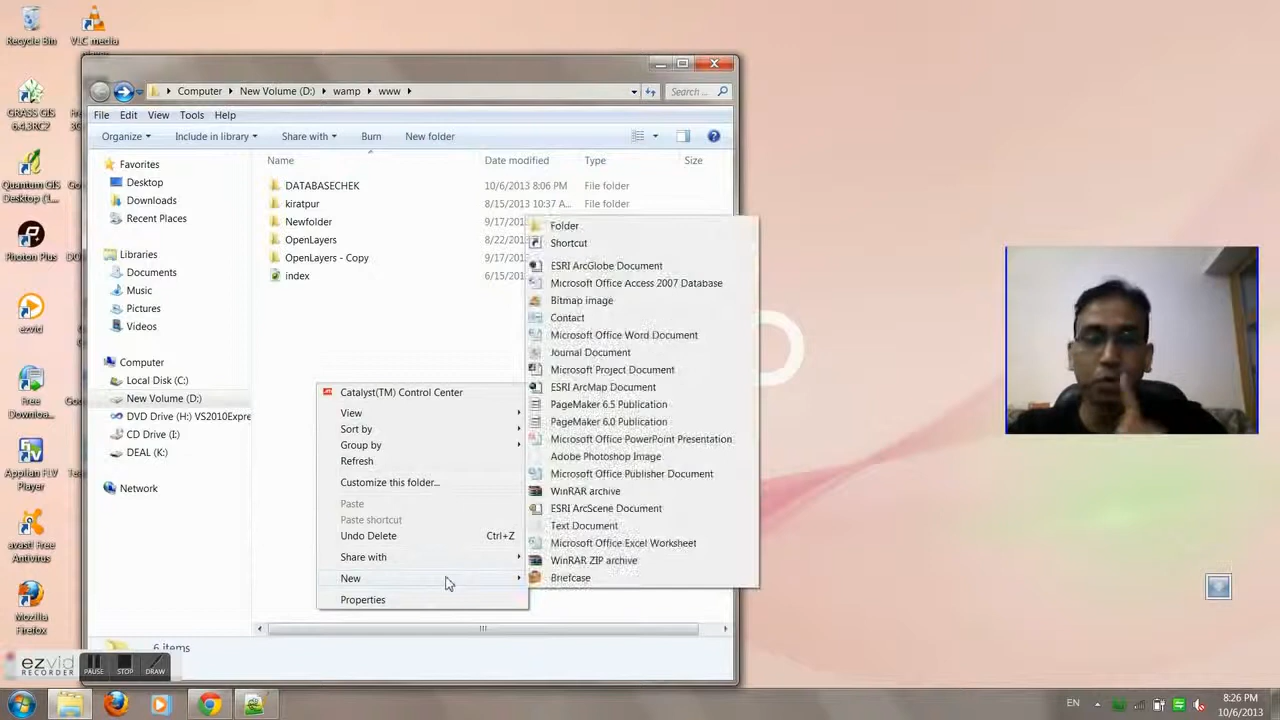 Recycle Bin
VLC media
GRASS GIS
6.4.3RC2
Quantum GIS
Desktop (1...
Photon Plus
ezvid
Free
Downloa...
Applian FLV
Player
avast! Free
Antivirus
Mozilla
Firefox
Computer
New Volume (D:)
wamp
www
Search ...
File Edit View Tools Help
Organize Include in library Share with Burn New folder
Name Date modified Type Size
Favorites
Desktop
Downloads
Recent Places
Libraries
Documents
Music
Pictures
Videos
Computer
Local Disk (C:)
New Volume (D:)
DVD Drive (H:) VS2010Expre
CD Drive (I:)
DEAL (K:)
Network
DATABASECHEK 10/6/2013 8:06 PM File folder
kiratpur 8/15/2013 10:37 A... File folder
Newfolder 9/17/201
OpenLayers 8/22/201
OpenLayers - Copy 9/17/201
index 6/15/201
Catalyst(TM) Control Center
View
Sort by
Group by
Refresh
Customize this folder...
Paste
Paste shortcut
Undo Delete Ctrl+Z
Share with
New
Properties
Folder
Shortcut
ESRI ArcGlobe Document
Microsoft Office Access 2007 Database
Bitmap image
Contact
Microsoft Office Word Document
Journal Document
Microsoft Project Document
ESRI ArcMap Document
PageMaker 6.5 Publication
PageMaker 6.0 Publication
Microsoft Office PowerPoint Presentation
Adobe Photoshop Image
Microsoft Office Publisher Document
WinRAR archive
ESRI ArcScene Document
Text Document
Microsoft Office Excel Worksheet
WinRAR ZIP archive
Briefcase
6 items
ezvid
RECORDER
PAUSE STOP DRAW
EN
8:26 PM
10/6/2013